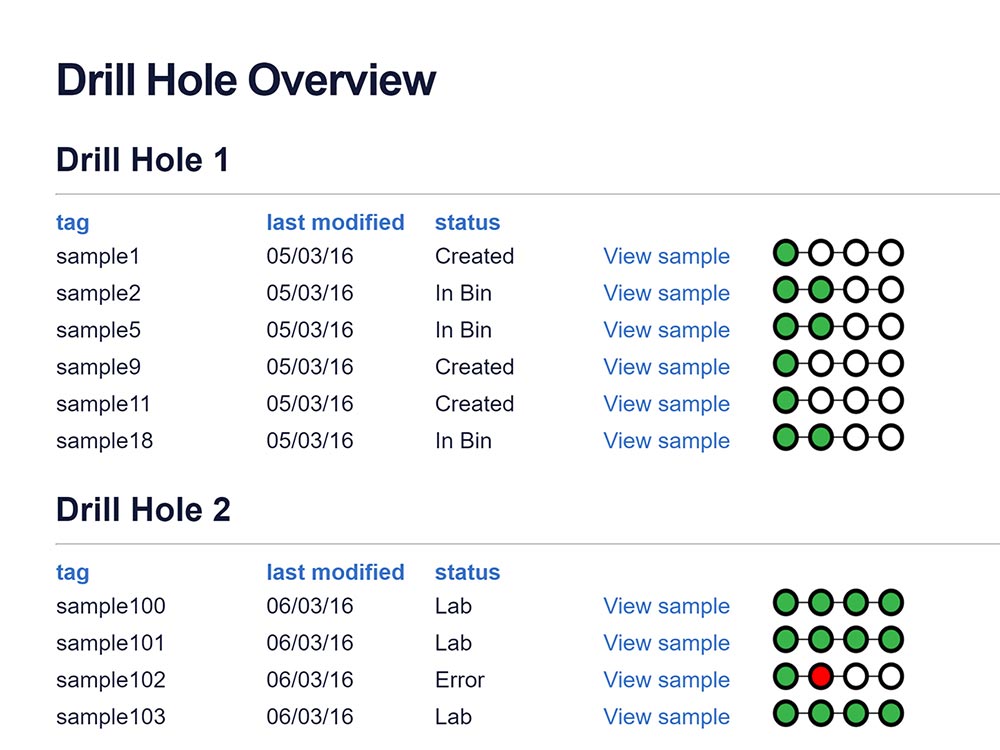 Drill Hole Overview
Drill Hole 1
tag last modified status
sample1 05/03/16 Created View sample
sample2 05/03/16 In Bin View sample
sample5 05/03/16 In Bin View sample
sample9 05/03/16 Created View sample
sample11 05/03/16 Created View sample
sample18 05/03/16 In Bin View sample
Drill Hole 2
tag last modified status
sample100 06/03/16 Lab View sample
sample101 06/03/16 Lab View sample
sample102 06/03/16 Error View sample
sample103 06/03/16 Lab View sample